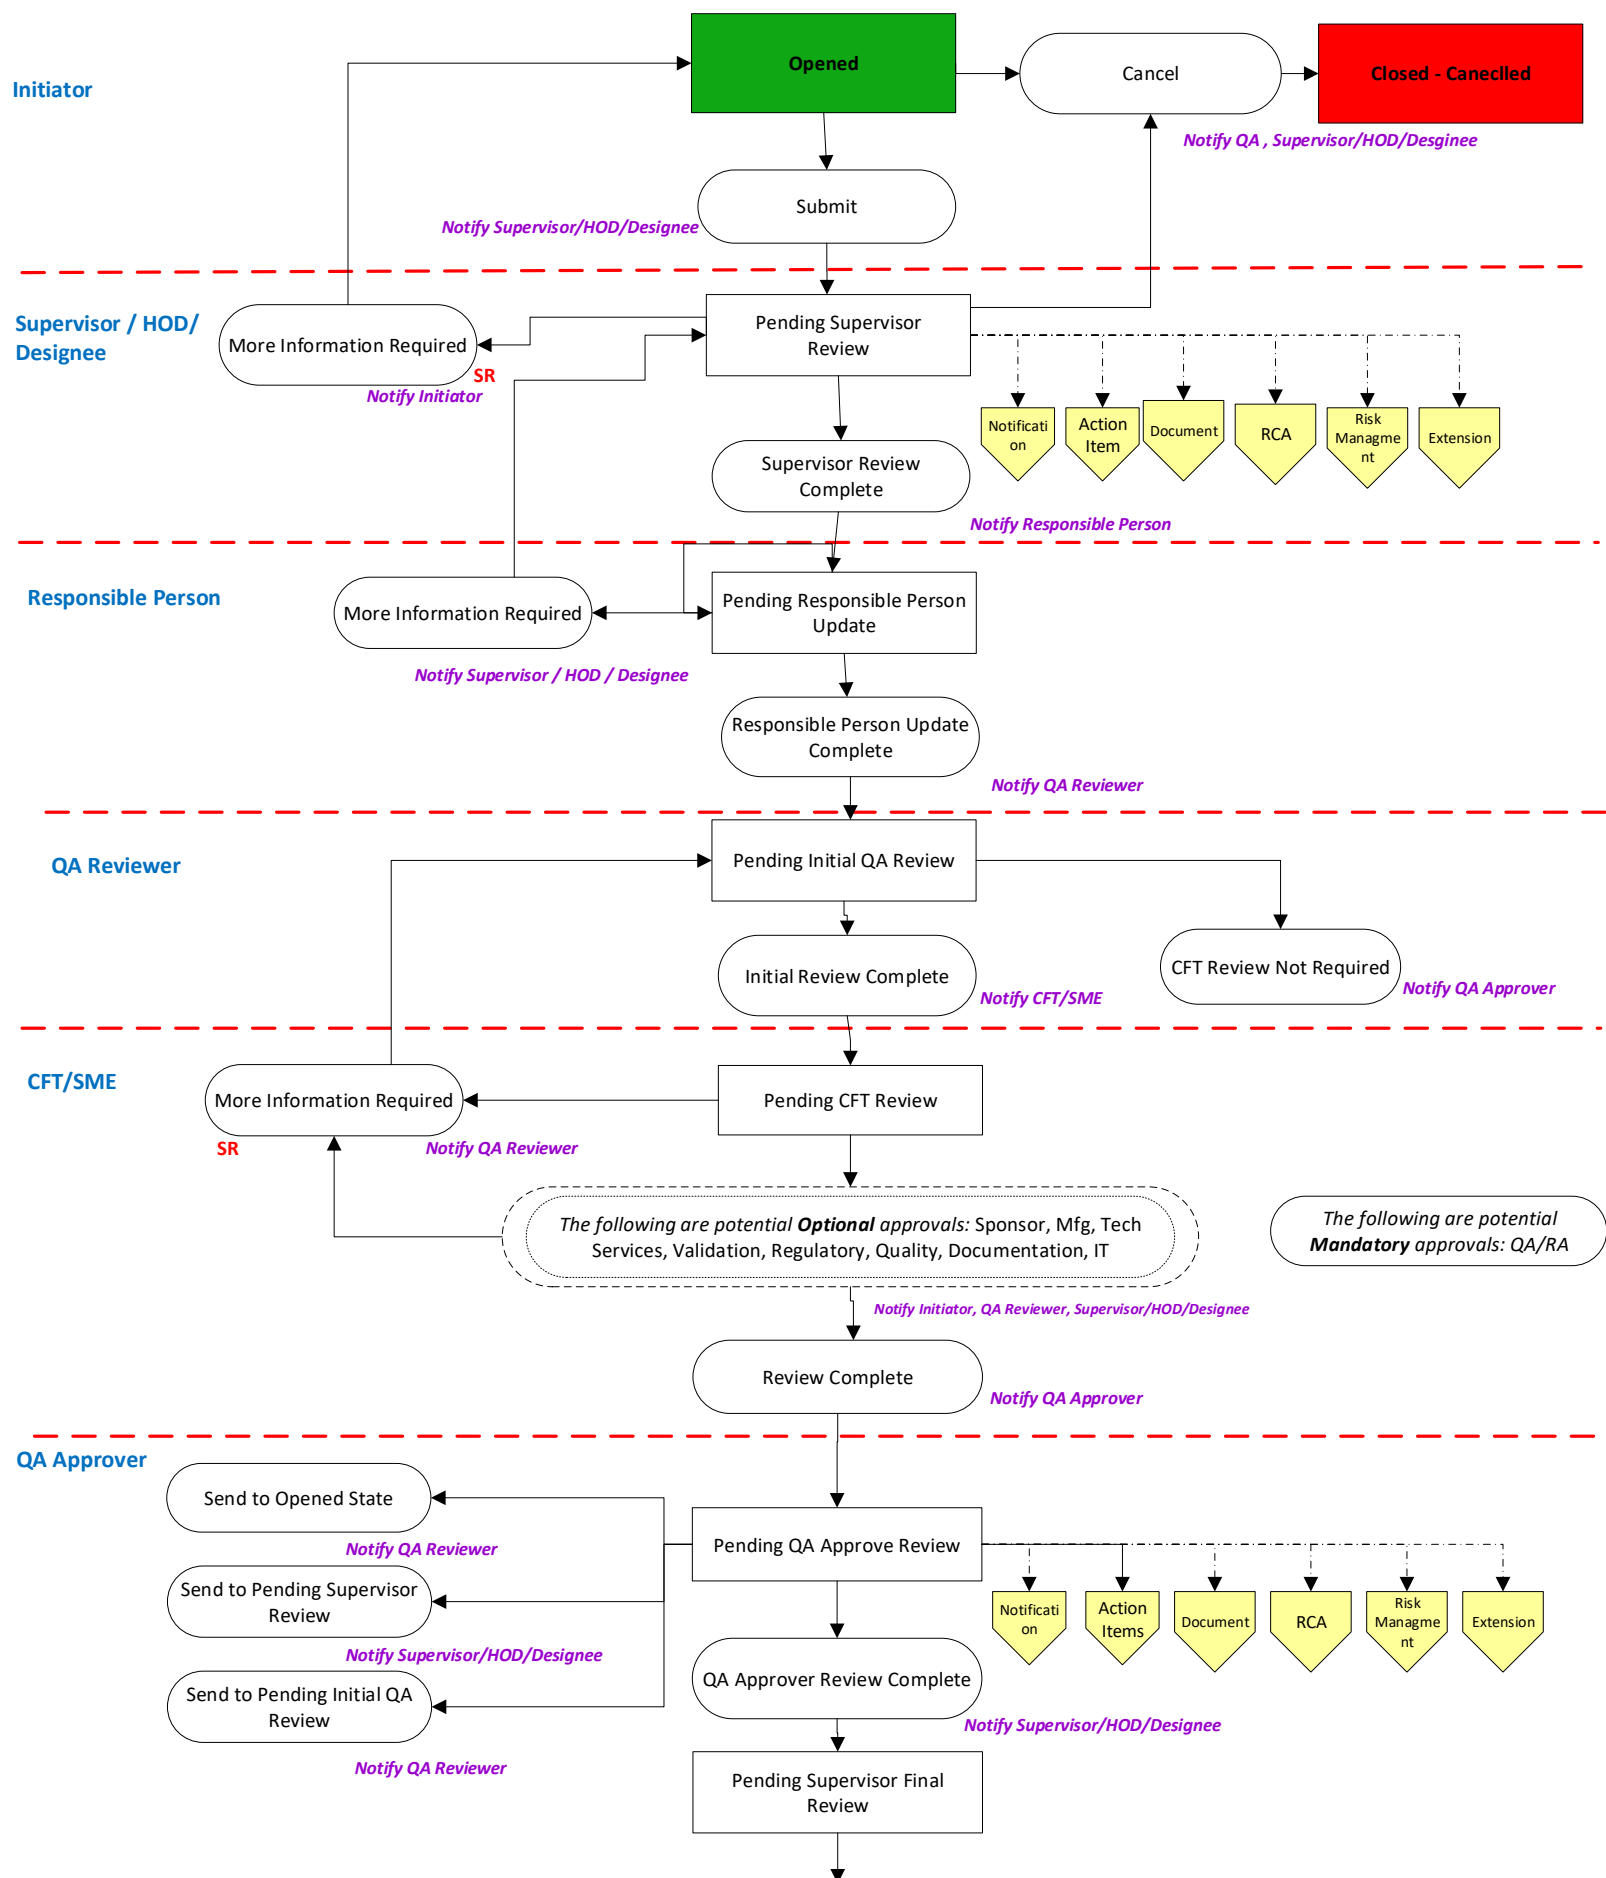 Opened
Cancel
Closed - Caneclled
Initiator
Notify QA , Supervisor/HOD/Desginee
Submit
Notify Supervisor/HOD/Designee
Supervisor / HOD/
Designee
More Information Required
SR
Notify Initiator
Pending Supervisor
Review
Notificati
on
Action
Item
Document
RCA
Risk
Managme
nt
Extension
Supervisor Review
Complete
Notify Responsible Person
Responsible Person
More Information Required
Pending Responsible Person
Update
Notify Supervisor / HOD / Designee
Responsible Person Update
Complete
Notify QA Reviewer
QA Reviewer
Pending Initial QA Review
Initial Review Complete
Notify CFT/SME
CFT Review Not Required
Notify QA Approver
CFT/SME
More Information Required
SR
Notify QA Reviewer
Pending CFT Review
The following are potential Optional approvals: Sponsor, Mfg, Tech
Services, Validation, Regulatory, Quality, Documentation, IT
The following are potential
Mandatory approvals: QA/RA
Notify Initiator, QA Reviewer, Supervisor/HOD/Designee
Review Complete
Notify QA Approver
QA Approver
Send to Opened State
Notify QA Reviewer
Send to Pending Supervisor
Review
Notify Supervisor/HOD/Designee
Send to Pending Initial QA
Review
Notify QA Reviewer
Pending QA Approve Review
Notificati
on
Action
Items
Document
RCA
Risk
Managme
nt
Extension
QA Approver Review Complete
Notify Supervisor/HOD/Designee
Pending Supervisor Final
Review